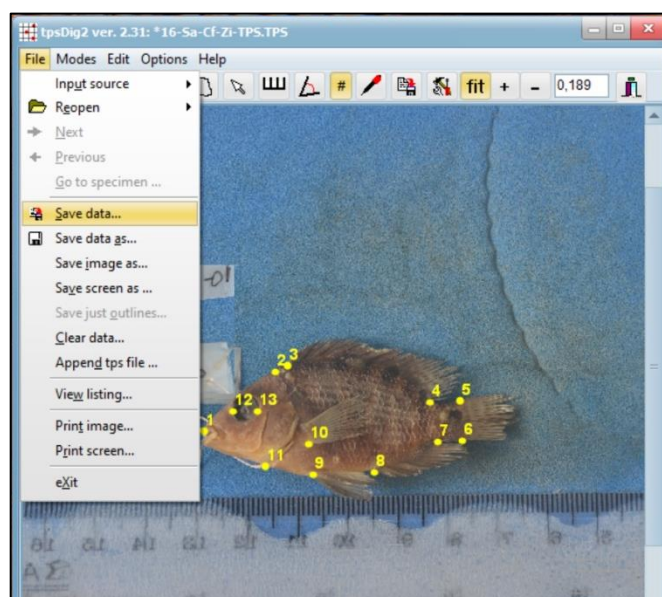 tpsDig2 ver. 2.31: *16-Sa-Cf-Zi-TPS.TPS
File Modes Edit Options Help
# fit + - 0,189
Input source
Reopen
Next
Previous
Go to specimen ...
Save data...
Save data as...
Save image as...
Save screen as ...
Save just outlines...
Clear data...
Append tps file ...
View listing...
Print image...
Print screen...
eXit
2 3
12 13
4 5
1
10
7 6
11
9
8